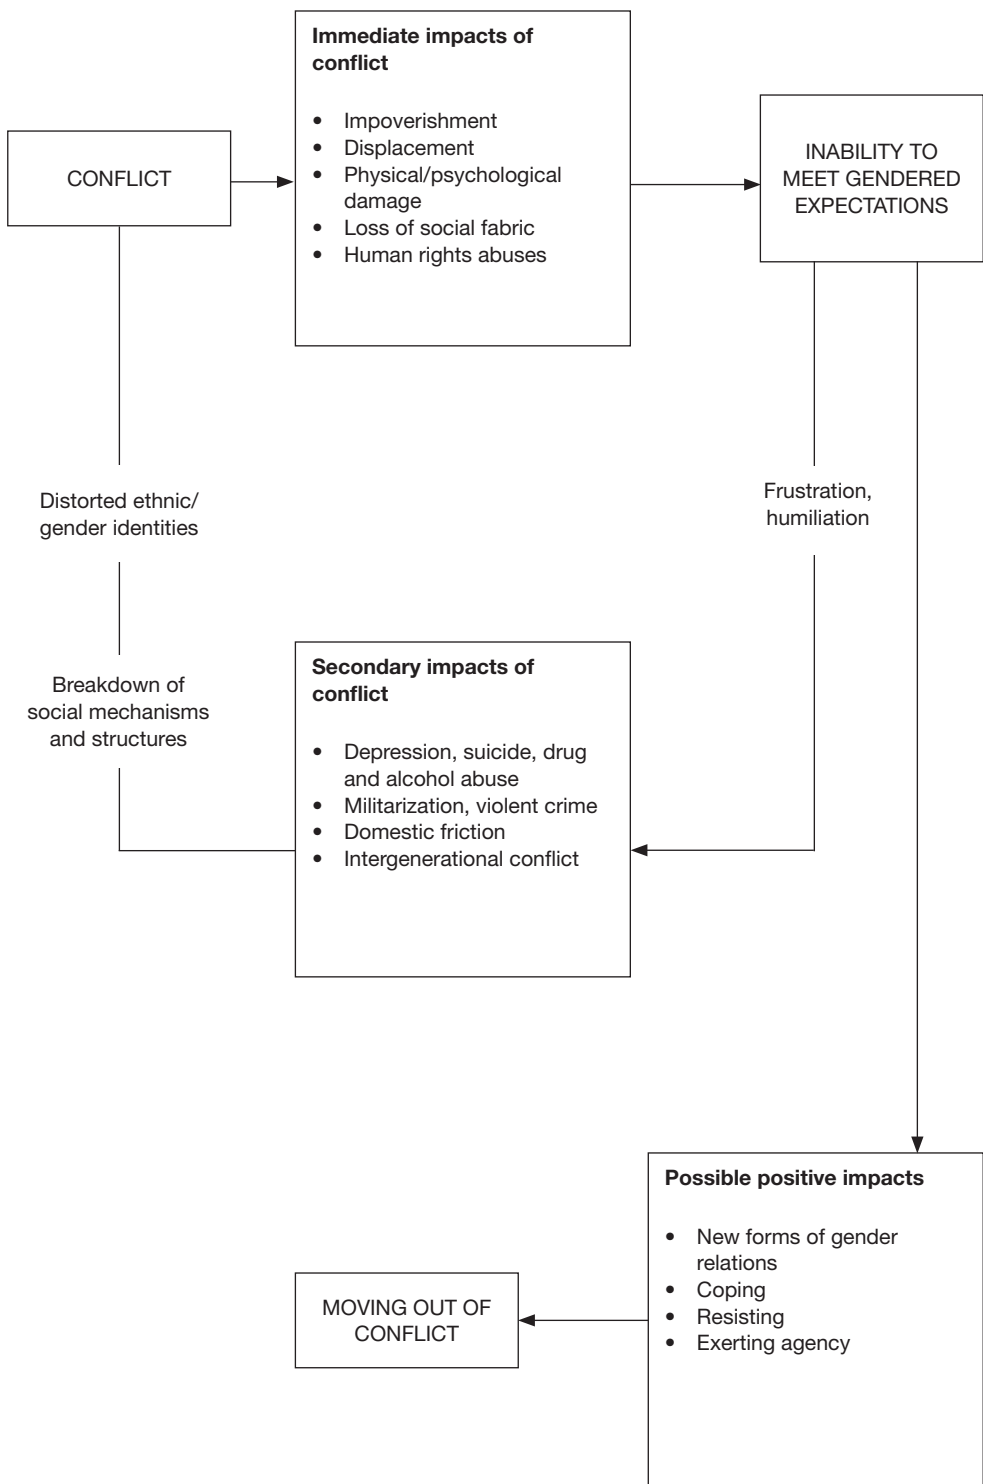 Immediate impacts of
conflict
• Impoverishment
• Displacement
• Physical/psychological
damage
• Loss of social fabric
• Human rights abuses
CONFLICT
INABILITY TO
MEET GENDERED
EXPECTATIONS
Distorted ethnic/
gender identities
Frustration,
humiliation
Breakdown of
social mechanisms
and structures
Secondary impacts of
conflict
• Depression, suicide, drug
and alcohol abuse
• Militarization, violent crime
• Domestic friction
• Intergenerational conflict
Possible positive impacts
• New forms of gender
relations
• Coping
• Resisting
• Exerting agency
MOVING OUT OF
CONFLICT